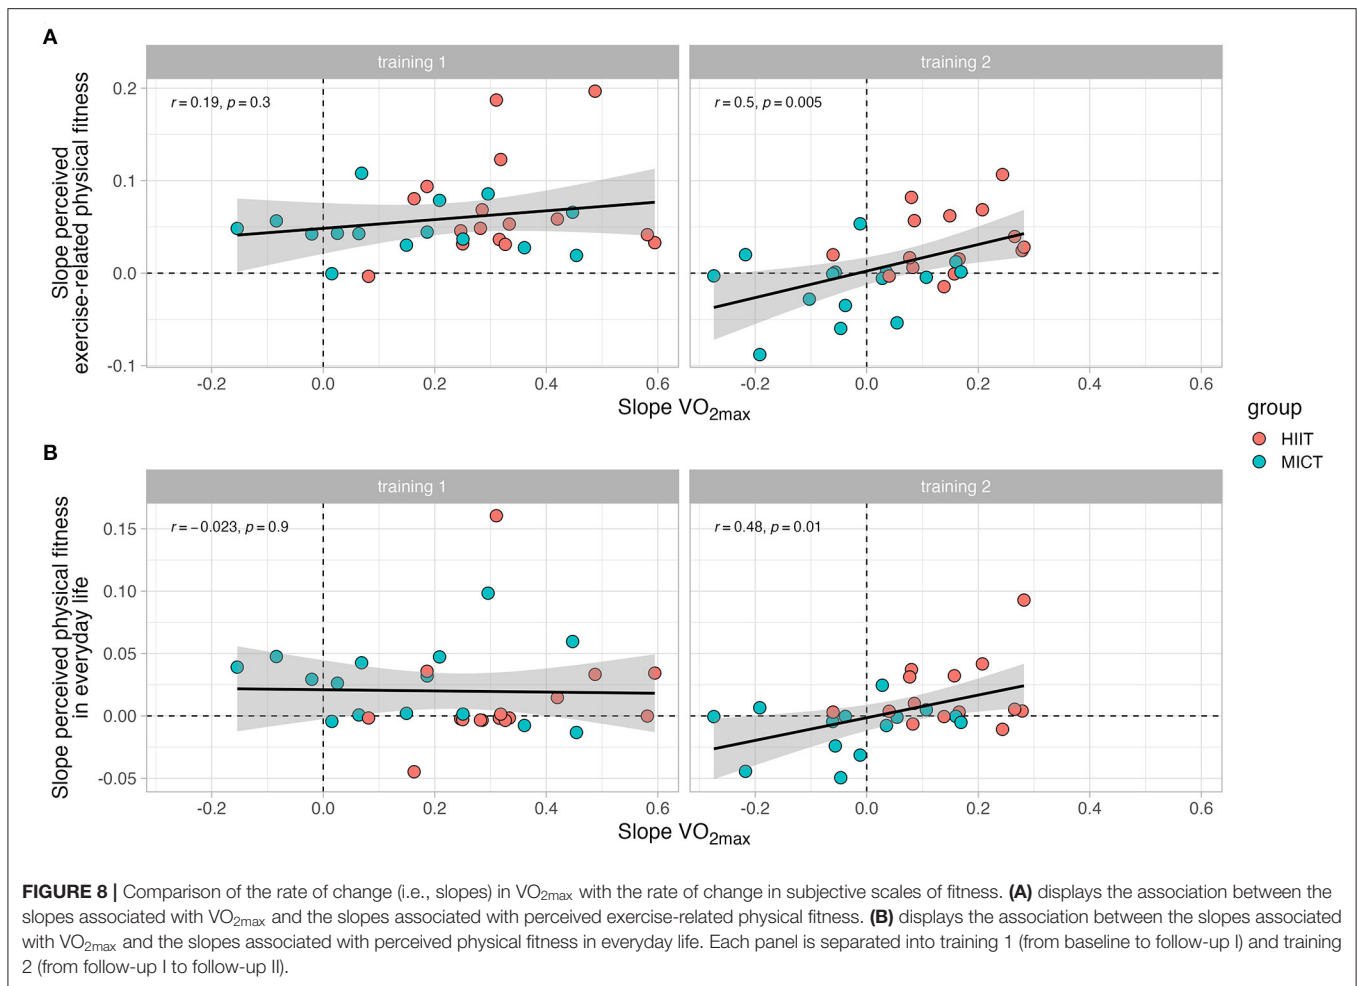 A
training 1
training 2
Slope perceived
exercise-related physical fitness
r = 0.19, p = 0.3
r = 0.5, p = 0.005
0.2
0.1
0.0
-0.1
-0.2 0.0 0.2 0.4 0.6
-0.2 0.0 0.2 0.4 0.6
Slope VO2max
group
HIIT
MICT
B
training 1
training 2
Slope perceived physical fitness
in everyday life
r = −0.023, p = 0.9
r = 0.48, p = 0.01
0.15
0.10
0.05
0.00
-0.05
-0.2 0.0 0.2 0.4 0.6
-0.2 0.0 0.2 0.4 0.6
Slope VO2max
FIGURE 8 | Comparison of the rate of change (i.e., slopes) in VO2max with the rate of change in subjective scales of fitness. (A) displays the association between the
slopes associated with VO2max and the slopes associated with perceived exercise-related physical fitness. (B) displays the association between the slopes associated
with VO2max and the slopes associated with perceived physical fitness in everyday life. Each panel is separated into training 1 (from baseline to follow-up I) and training
2 (from follow-up I to follow-up II).